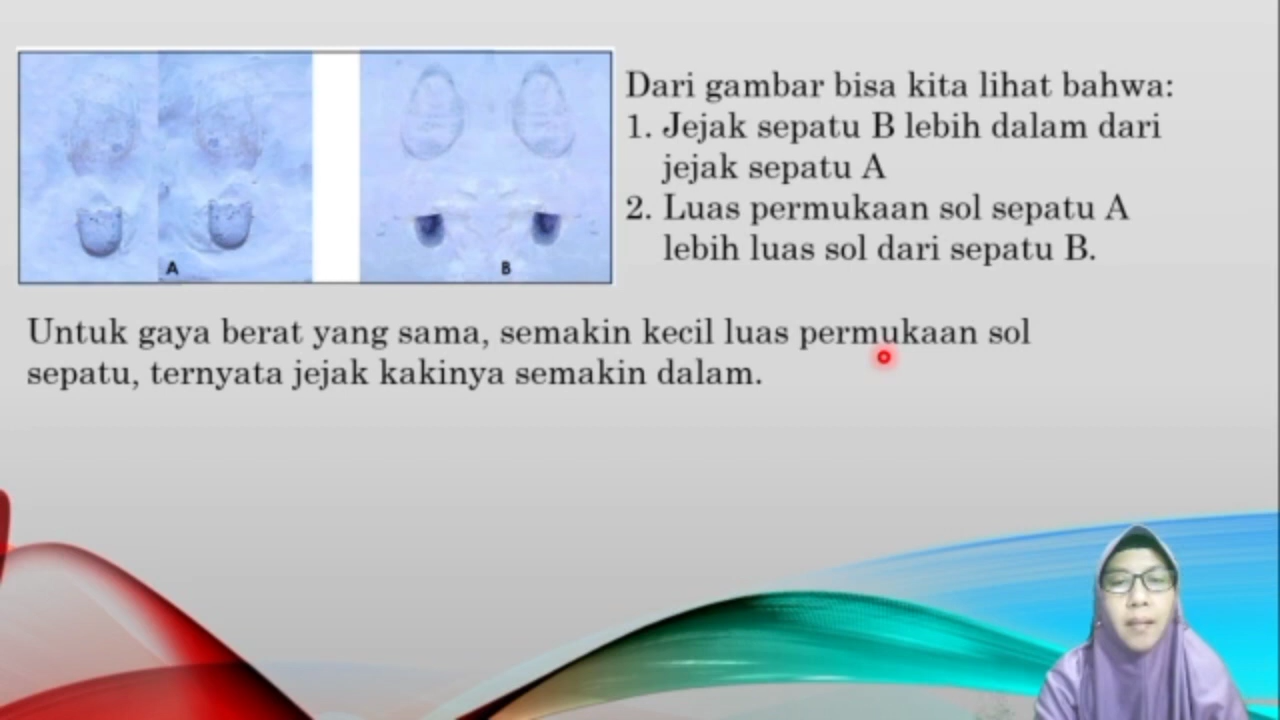 A
B
Dari gambar bisa kita lihat bahwa:
1. Jejak sepatu B lebih dalam dari
jejak sepatu A
2. Luas permukaan sol sepatu A
lebih luas sol dari sepatu B.
Untuk gaya berat yang sama, semakin kecil luas permukaan sol
sepatu, ternyata jejak kakinya semakin dalam.